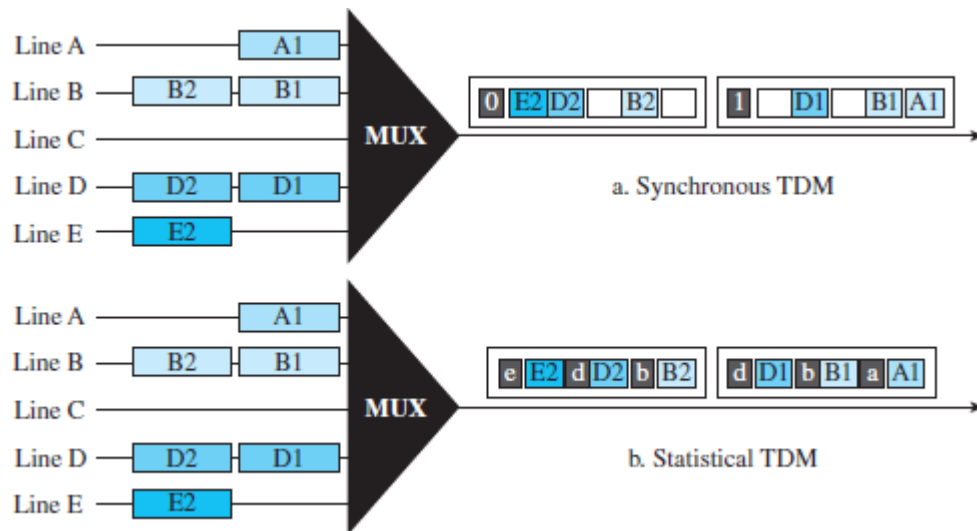 Line A A1
Line B B2 B1
Line C
Line D D2 D1
Line E E2
MUX
0 E2 D2 B2
1 D1 B1 A1
a. Synchronous TDM
Line A A1
Line B B2 B1
Line C
Line D D2 D1
Line E E2
MUX
e E2 d D2 b B2
d D1 b B1 a A1
b. Statistical TDM